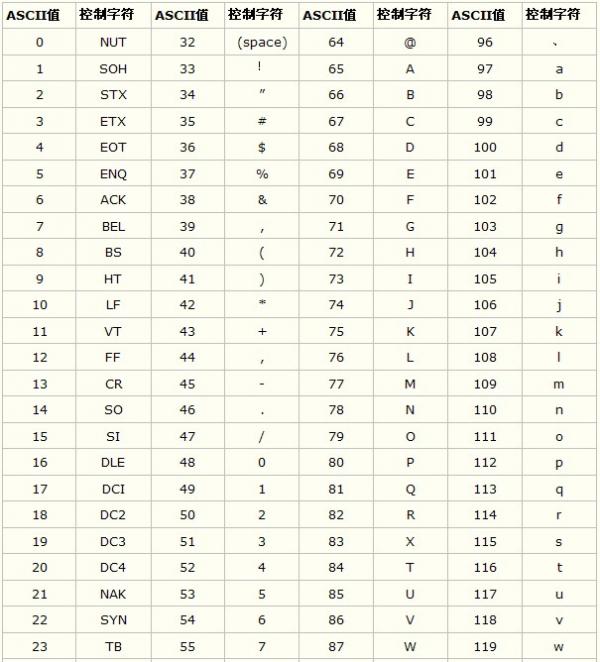 ASCII值 控制字符 ASCII值 控制字符 ASCII值 控制字符 ASCII值 控制字符
0 NUT 32 (space) 64 @ 96 、
1 SOH 33 ! 65 A 97 a
2 STX 34 ” 66 B 98 b
3 ETX 35 # 67 C 99 c
4 EOT 36 $ 68 D 100 d
5 ENQ 37 % 69 E 101 e
6 ACK 38 & 70 F 102 f
7 BEL 39 , 71 G 103 g
8 BS 40 ( 72 H 104 h
9 HT 41 ) 73 I 105 i
10 LF 42 * 74 J 106 j
11 VT 43 + 75 K 107 k
12 FF 44 , 76 L 108 l
13 CR 45 - 77 M 109 m
14 SO 46 . 78 N 110 n
15 SI 47 / 79 O 111 o
16 DLE 48 0 80 P 112 p
17 DCI 49 1 81 Q 113 q
18 DC2 50 2 82 R 114 r
19 DC3 51 3 83 X 115 s
20 DC4 52 4 84 T 116 t
21 NAK 53 5 85 U 117 u
22 SYN 54 6 86 V 118 v
23 TB 55 7 87 W 119 w